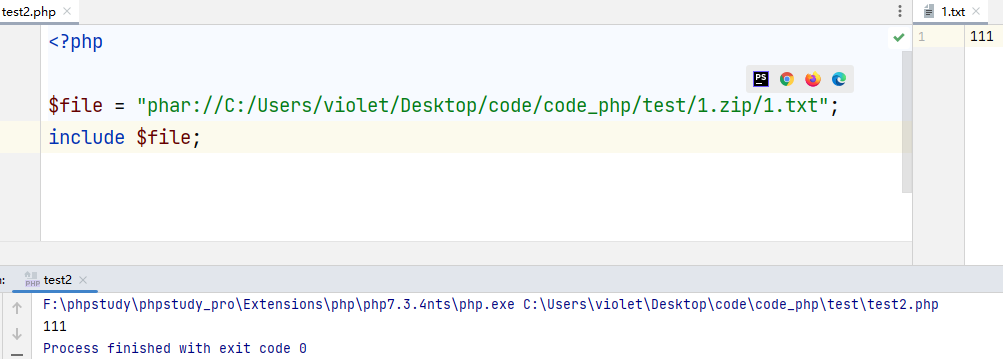 test2.php
1.txt
<?php
1
111
PS
$file = "phar://C:/Users/violet/Desktop/code/code_php/test/1.zip/1.txt";
include $file;
test2
F:\phpstudy\phpstudy_pro\Extensions\php\php7.3.4nts\php.exe C:\Users\violet\Desktop\code\code_php\test\test2.php
111
Process finished with exit code 0